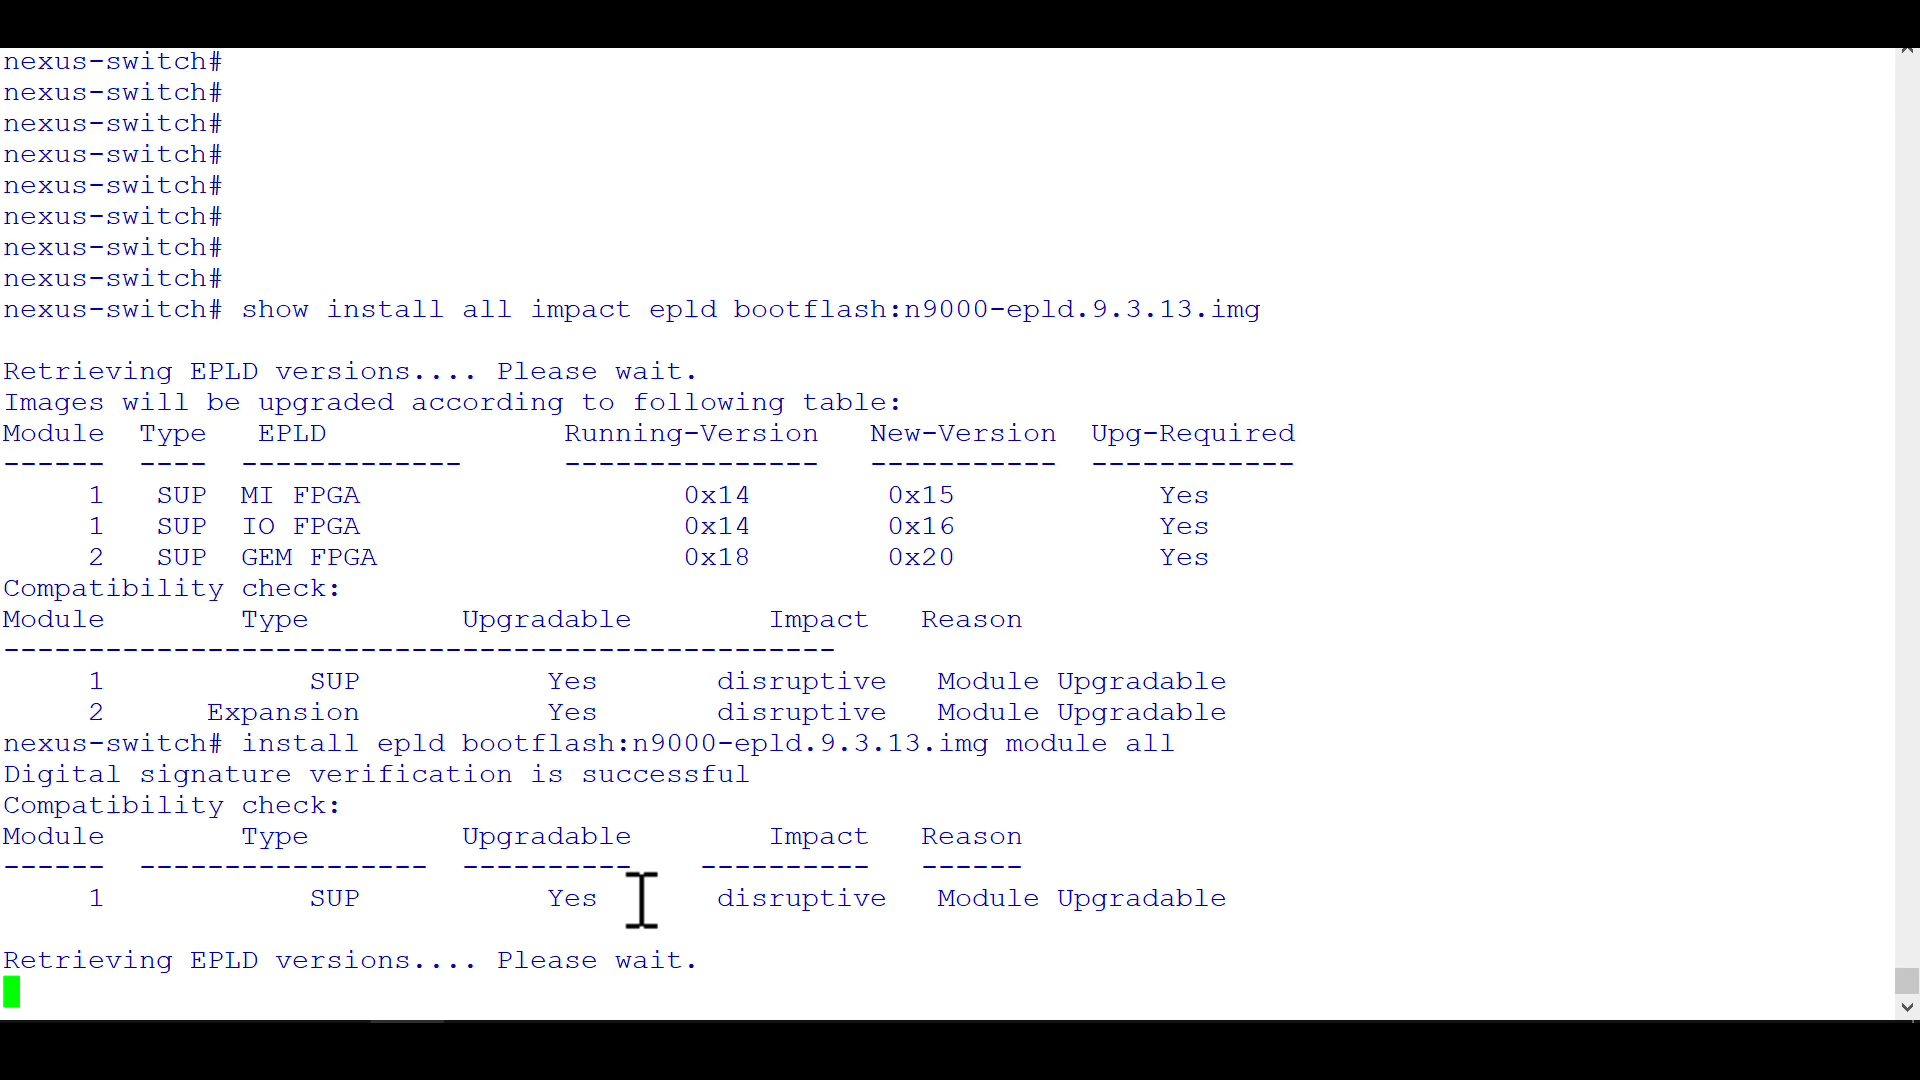 nexus-switch#
nexus-switch#
nexus-switch#
nexus-switch#
nexus-switch#
nexus-switch#
nexus-switch#
nexus-switch#
nexus-switch# show install all impact epld bootflash:n9000-epld.9.3.13.img
Retrieving EPLD versions.... Please wait.
Images will be upgraded according to following table:
Module  Type   EPLD              Running-Version   New-Version  Upg-Required
------  ----  -------------      ---------------   -----------  ------------
     1   SUP  MI FPGA                   0x14        0x15            Yes
     1   SUP  IO FPGA                   0x14        0x16            Yes
     2   SUP  GEM FPGA                  0x18        0x20            Yes
Compatibility check:
Module        Type         Upgradable        Impact   Reason
-------------------------------------------------
     1            SUP           Yes       disruptive   Module Upgradable
     2      Expansion           Yes       disruptive   Module Upgradable
nexus-switch# install epld bootflash:n9000-epld.9.3.13.img module all
Digital signature verification is successful
Compatibility check:
Module        Type         Upgradable        Impact   Reason
------  -----------------  ----------    ----------   ------
     1            SUP           Yes       disruptive   Module Upgradable
Retrieving EPLD versions.... Please wait.